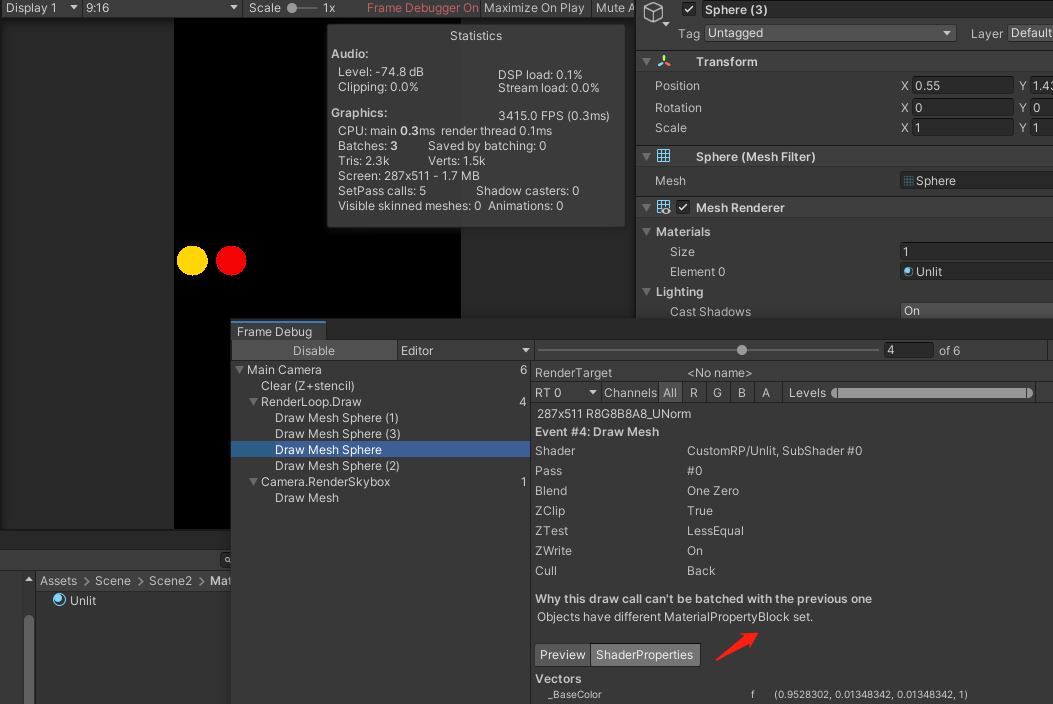 Display 1 9:16 Scale 1x Frame Debugger On Maximize On Play Mute A
Statistics
Audio:
Level: -74.8 dB DSP load: 0.1%
Clipping: 0.0% Stream load: 0.0%
Graphics: 3415.0 FPS (0.3ms)
CPU: main 0.3ms render thread 0.1ms
Batches: 3 Saved by batching: 0
Tris: 2.3k Verts: 1.5k
Screen: 287x511 - 1.7 MB
SetPass calls: 5 Shadow casters: 0
Visible skinned meshes: 0 Animations: 0
Sphere (3)
Tag Untagged Layer Default
Transform
Position X 0.55 Y 1.43
Rotation X 0 Y 0
Scale X 1 Y 1
Sphere (Mesh Filter)
Mesh Sphere
Mesh Renderer
Materials
Size 1
Element 0 Unlit
Lighting
Cast Shadows On
Frame Debug
Disable Editor 4 of 6
Main Camera 6
Clear (Z+stencil)
RenderLoop.Draw 4
Draw Mesh Sphere (1)
Draw Mesh Sphere (3)
Draw Mesh Sphere
Draw Mesh Sphere (2)
Camera.RenderSkybox 1
Draw Mesh
RenderTarget <No name>
RT 0 Channels All R G B A Levels
287x511 R8G8B8A8_UNorm
Event #4: Draw Mesh
Shader CustomRP/Unlit, SubShader #0
Pass #0
Blend One Zero
ZClip True
ZTest LessEqual
ZWrite On
Cull Back
Why this draw call can't be batched with the previous one
Objects have different MaterialPropertyBlock set.
Preview ShaderProperties
Vectors
_BaseColor f (0.9528302, 0.01348342, 0.01348342, 1)
Assets > Scene > Scene2 > Mat
Unlit